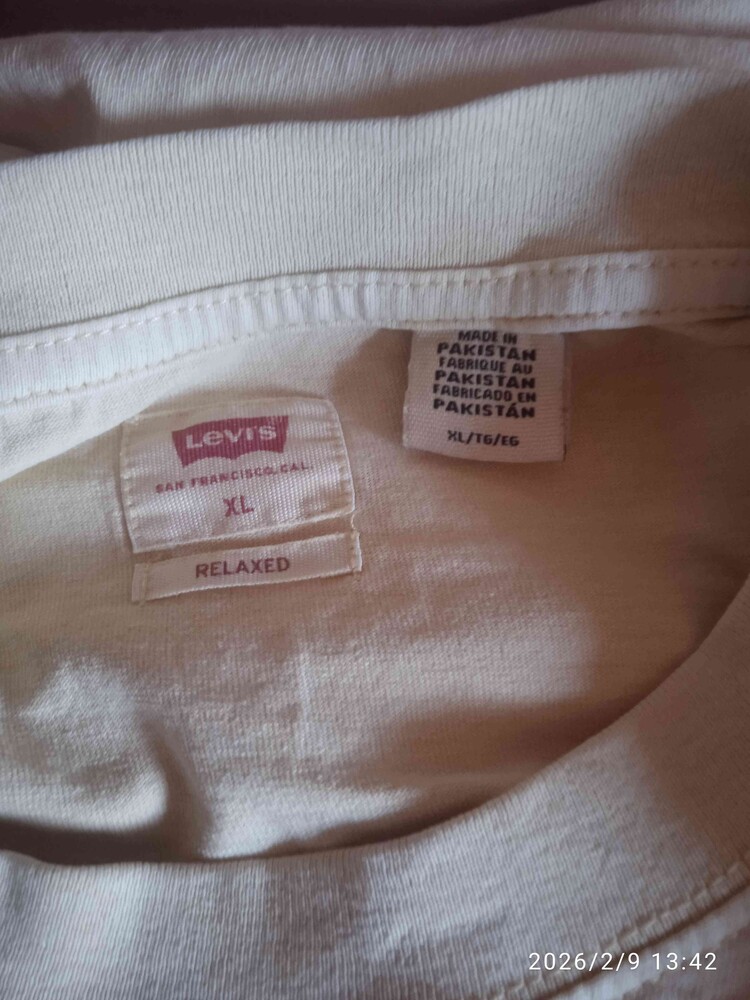 LEVI'S
SAN FRANCISCO, CAL.
XL
RELAXED
MADE IN
PAKISTAN
FABRIQUE AU
PAKISTAN
FABRICADO EN
PAKISTÁN
XL/TG/EG
2026/2/9 13:42